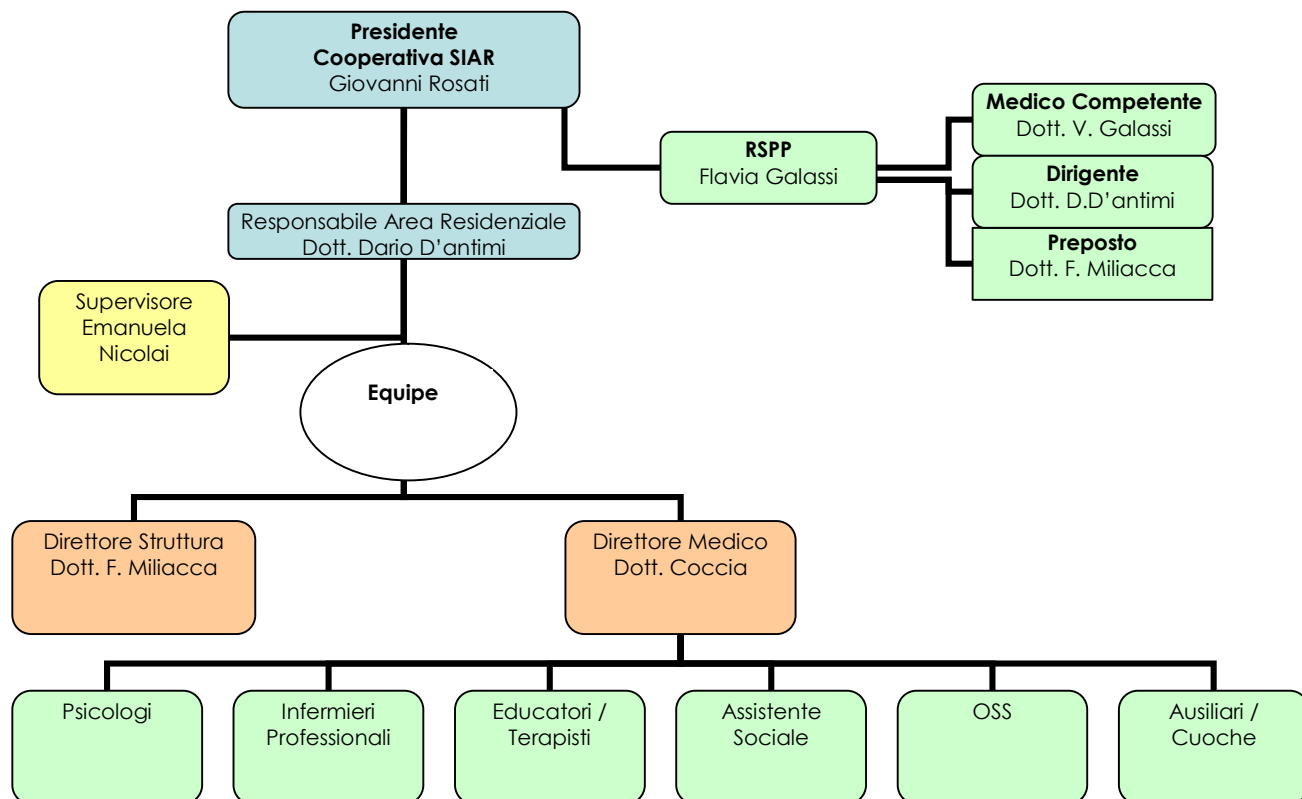 Presidente
Cooperativa SIAR
Giovanni Rosati
Medico Competente
Dott. V. Galassi
RSPP
Flavia Galassi
Dirigente
Dott. D.D’antimi
Preposto
Dott. F. Miliacca
Responsabile Area Residenziale
Dott. Dario D’antimi
Supervisore
Emanuela
Nicolai
Equipe
Direttore Struttura
Dott. F. Miliacca
Direttore Medico
Dott. Coccia
Psicologi
Infermieri
Professionali
Educatori /
Terapisti
Assistente
Sociale
OSS
Ausiliari /
Cuoche